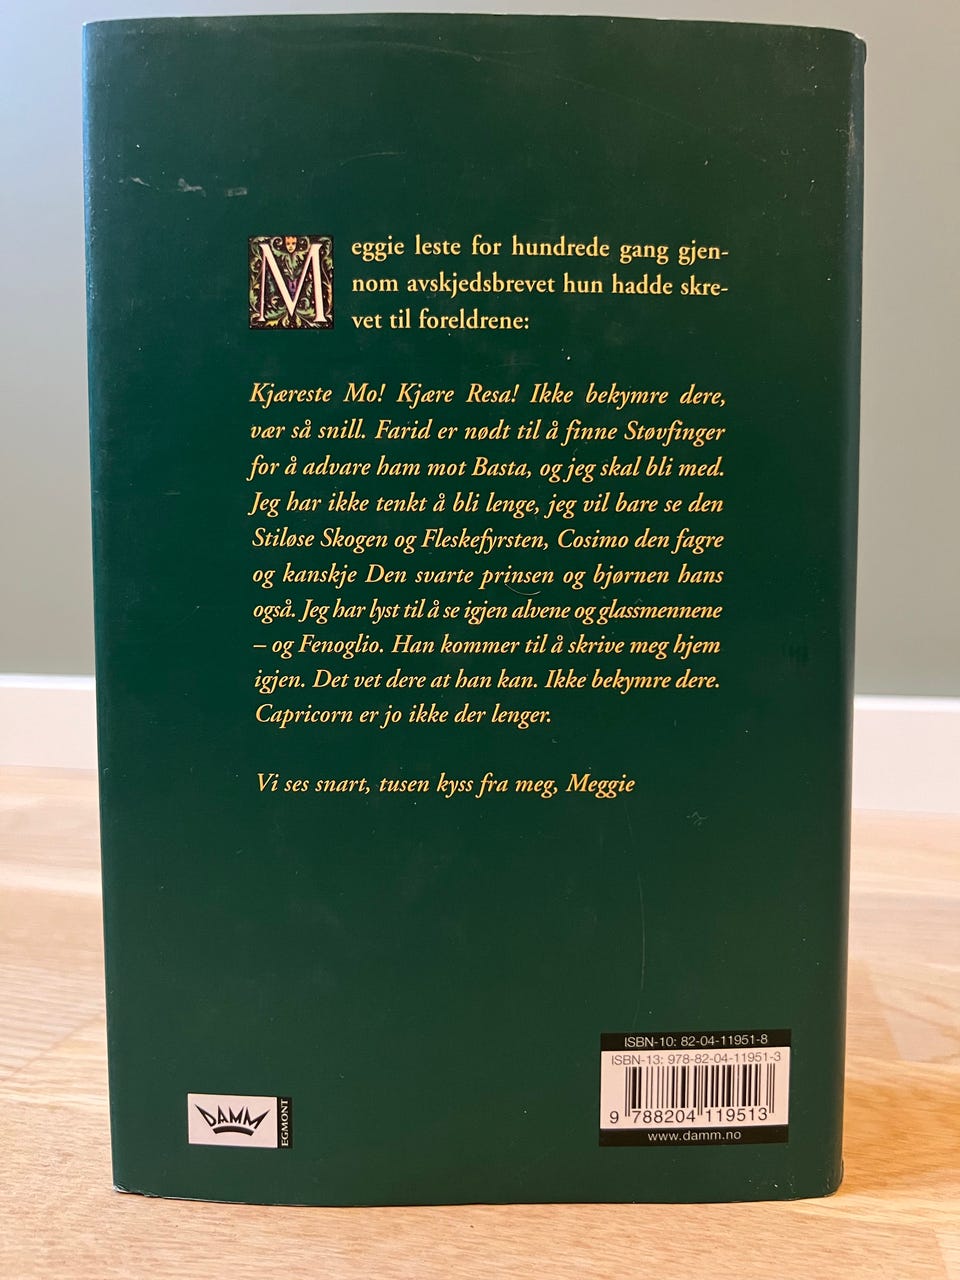 Meggie leste for hundrede gang gjen-
nom avskjedsbrevet hun hadde skre-
vet til foreldrene:
Kjæreste Mo! Kjære Resa! Ikke bekymre dere,
vær så snill. Farid er nødt til å finne Støvfinger
for å advare ham mot Basta, og jeg skal bli med.
Jeg har ikke tenkt å bli lenge, jeg vil bare se den
Stiløse Skogen og Fleskefyrsten, Cosimo den fagre
og kanskje Den svarte prinsen og bjørnen hans
også. Jeg har lyst til å se igjen alvene og glassmennene
– og Fenoglio. Han kommer til å skrive meg hjem
igjen. Det vet dere at han kan. Ikke bekymre dere.
Capricorn er jo ikke der lenger.
Vi ses snart, tusen kyss fra meg, Meggie
DAMM
EGMONT
ISBN-10: 82-04-11951-8
ISBN-13: 978-82-04-11951-3
9 788204 119513
www.damm.no